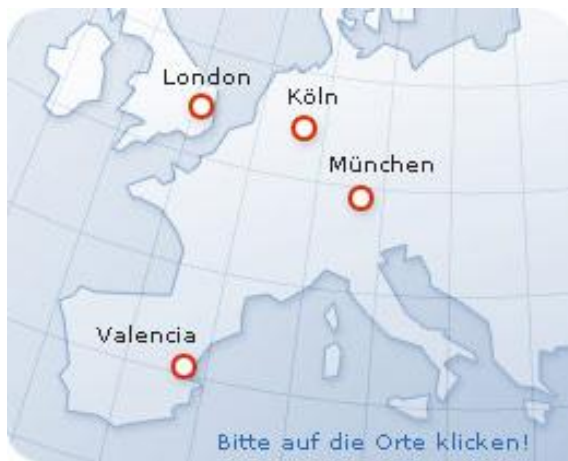 London
Köln
München
Valencia
Bitte auf die Orte klicken!